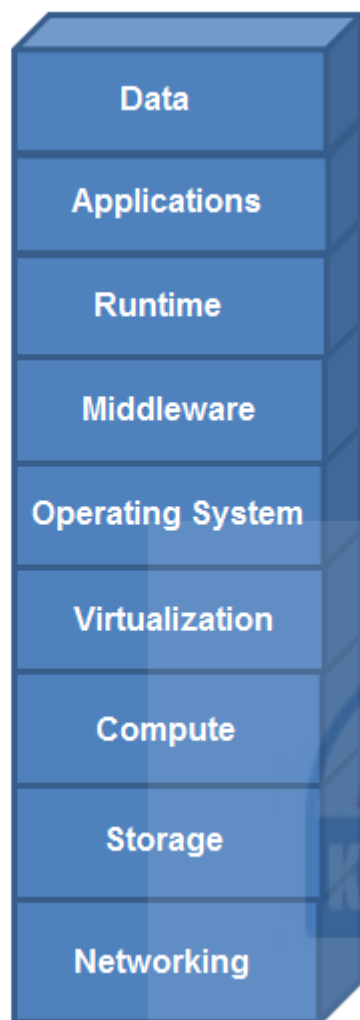 Data
Applications
Runtime
Middleware
Operating System
Virtualization
Compute
Storage
Networking